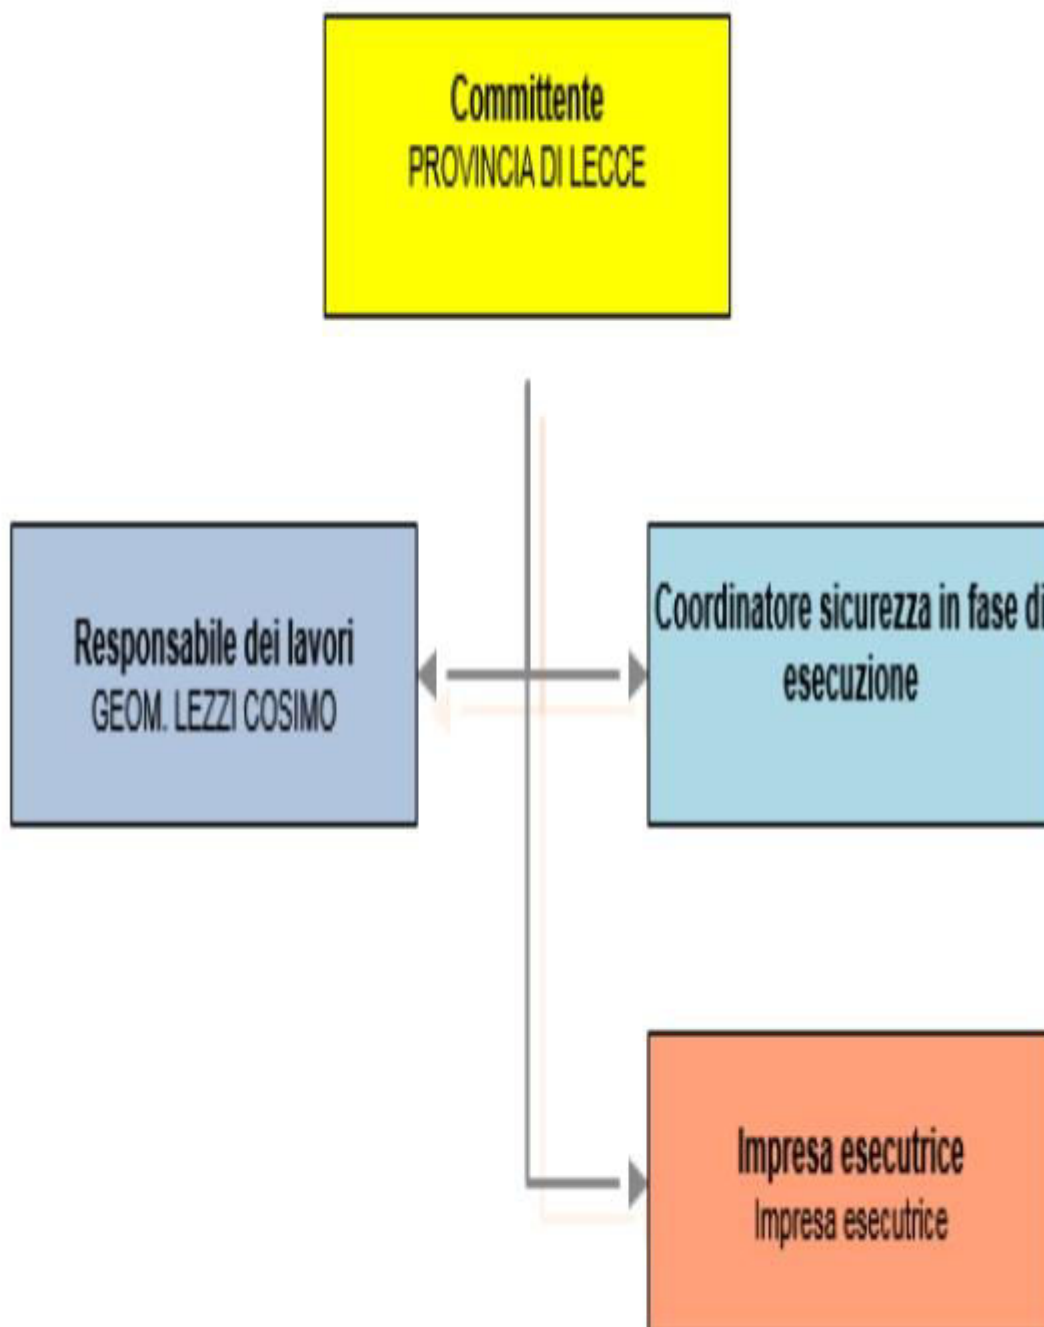 Committente
PROVINCIA DI LECCE
Responsabile dei lavori
GEOM. LEZZI COSIMO
Coordinatore sicurezza in fase di
esecuzione
Impresa esecutrice
Impresa esecutrice